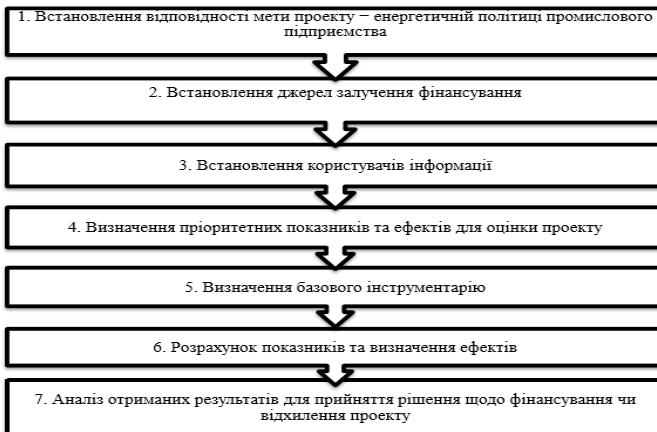 1. Встановлення відповідності мети проекту − енергетичній політиці промислового
підприємства
2. Встановлення джерел залучення фінансування
3. Встановлення користувачів інформації
4. Визначення пріоритетних показників та ефектів для оцінки проекту
5. Визначення базового інструментарію
6. Розрахунок показників та визначення ефектів
7. Аналіз отриманих результатів для прийняття рішення щодо фінансування чи
відхилення проекту